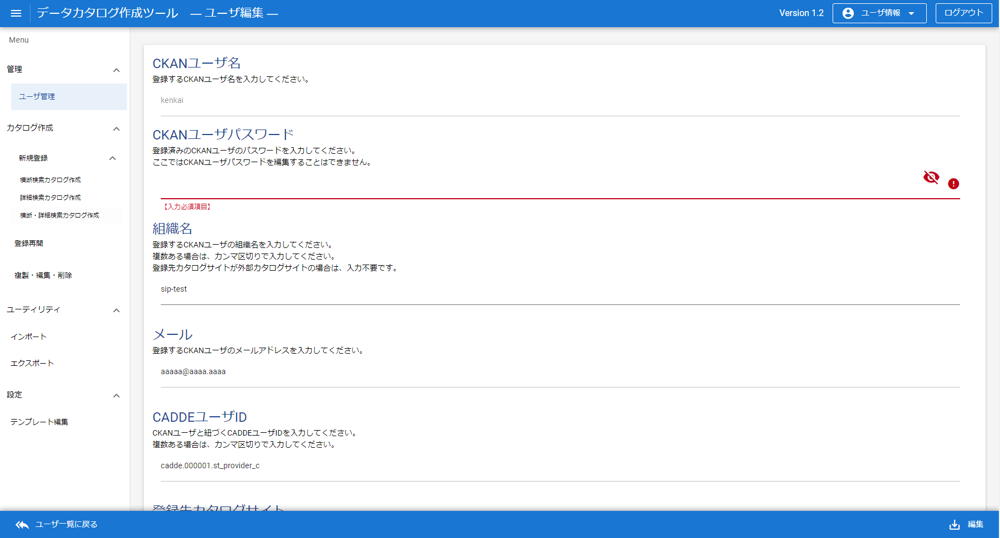 データカタログ作成ツール ― ユーザ編集 ―
Version 1.2
ユーザ情報
ログアウト
Menu
管理
ユーザ管理
カタログ作成
新規登録
横断検索カタログ作成
詳細検索カタログ作成
横断・詳細検索カタログ作成
登録再開
複製・編集・削除
ユーティリティ
インポート
エクスポート
設定
テンプレート編集
CKANユーザ名
登録するCKANユーザ名を入力してください。
kenkai
CKANユーザパスワード
登録済みのCKANユーザのパスワードを入力してください。
ここではCKANユーザパスワードを編集することはできません。
【入力必須項目】
組織名
登録するCKANユーザの組織名を入力してください。
複数ある場合は、カンマ区切りで入力してください。
登録先カタログサイトが外部カタログサイトの場合は、入力不要です。
sip-test
メール
登録するCKANユーザのメールアドレスを入力してください。
aaaaa@aaaa.aaaa
CADDEユーザID
CKANユーザと紐づくCADDEユーザIDを入力してください。
複数ある場合は、カンマ区切りで入力してください。
cadde.000001.st_provider_c
登録先カタログサイト
ユーザ一覧に戻る
編集